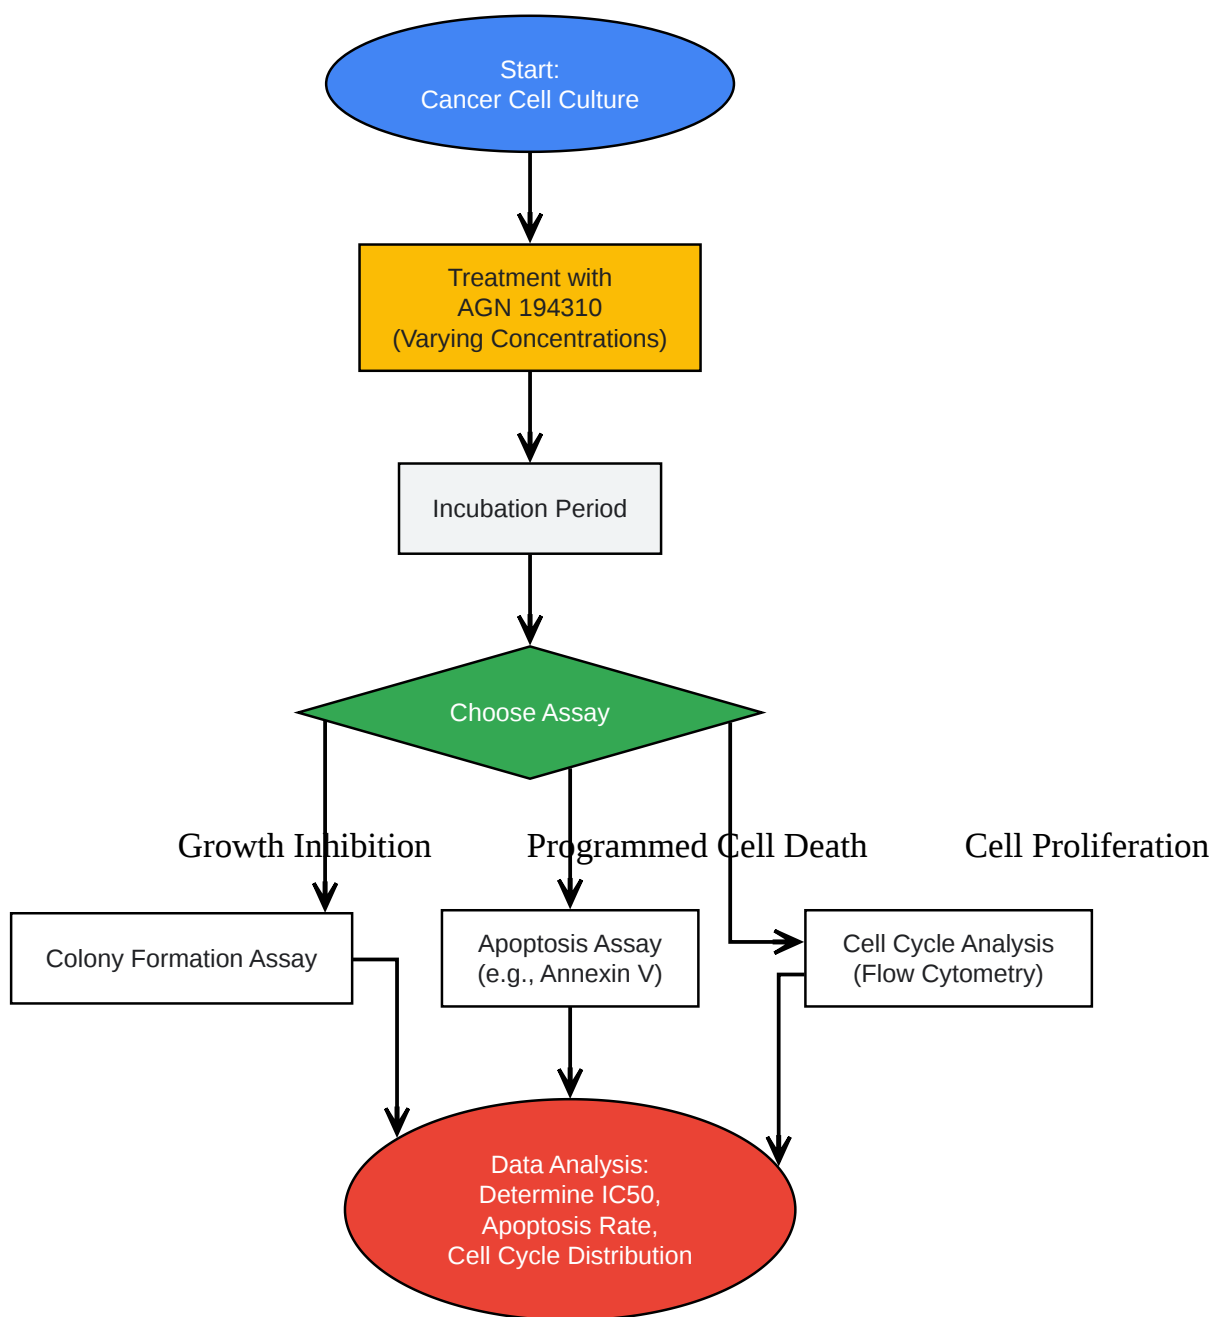 Start:
Cancer Cell Culture
Treatment with
AGN 194310
(Varying Concentrations)
Incubation Period
Choose Assay
Growth Inhibition
Programmed Cell Death
Cell Proliferation
Colony Formation Assay
Apoptosis Assay
(e.g., Annexin V)
Cell Cycle Analysis
(Flow Cytometry)
Data Analysis:
Determine IC50,
Apoptosis Rate,
Cell Cycle Distribution